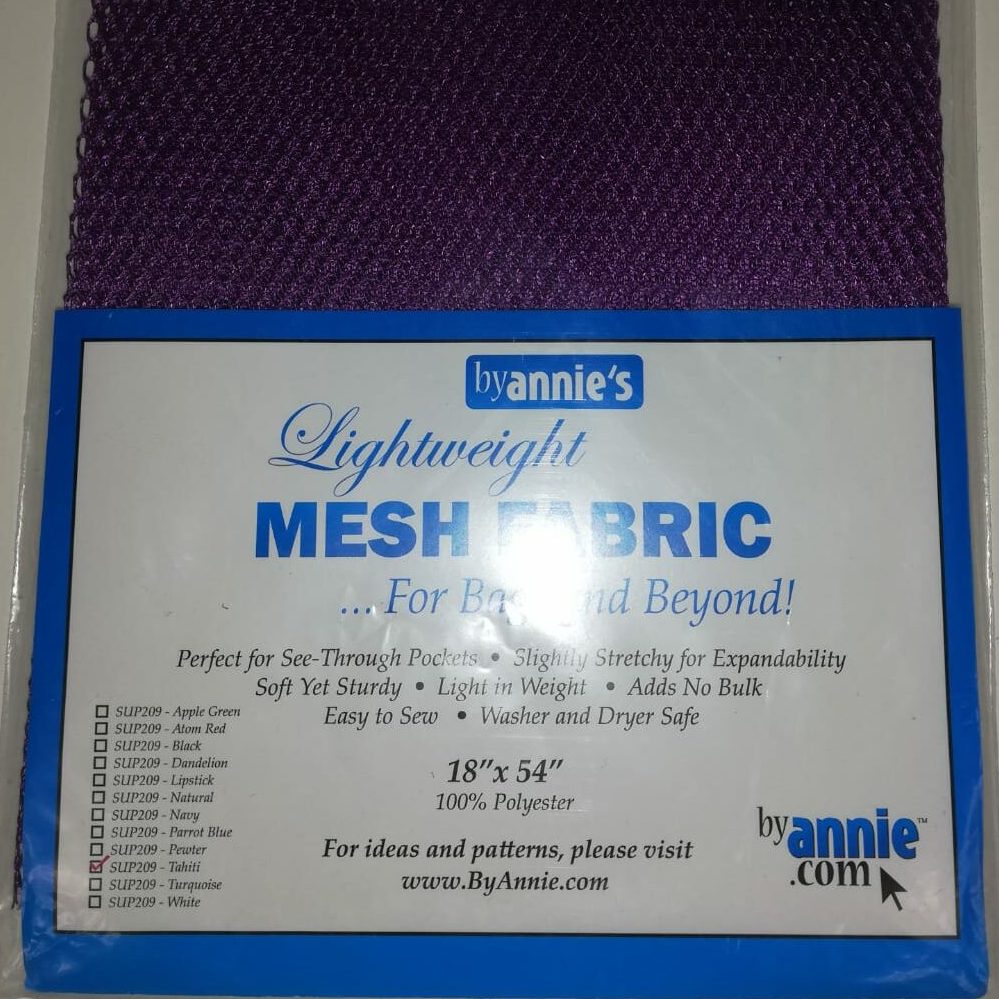 byannie's
Lightweight
MESH FABRIC
... For Bags and Beyond!
Perfect for See-Through Pockets • Slightly Stretchy for Expandability
Soft Yet Sturdy • Light in Weight • Adds No Bulk
Easy to Sew • Washer and Dryer Safe
SUP209 - Apple Green
SUP209 - Atom Red
SUP209 - Black
SUP209 - Dandelion
SUP209 - Lipstick
SUP209 - Natural
SUP209 - Navy
SUP209 - Parrot Blue
SUP209 - Pewter
SUP209 - Tahiti
SUP209 - Turquoise
SUP209 - White
18"x 54"
100% Polyester
For ideas and patterns, please visit
www.ByAnnie.com
byannie™
.com